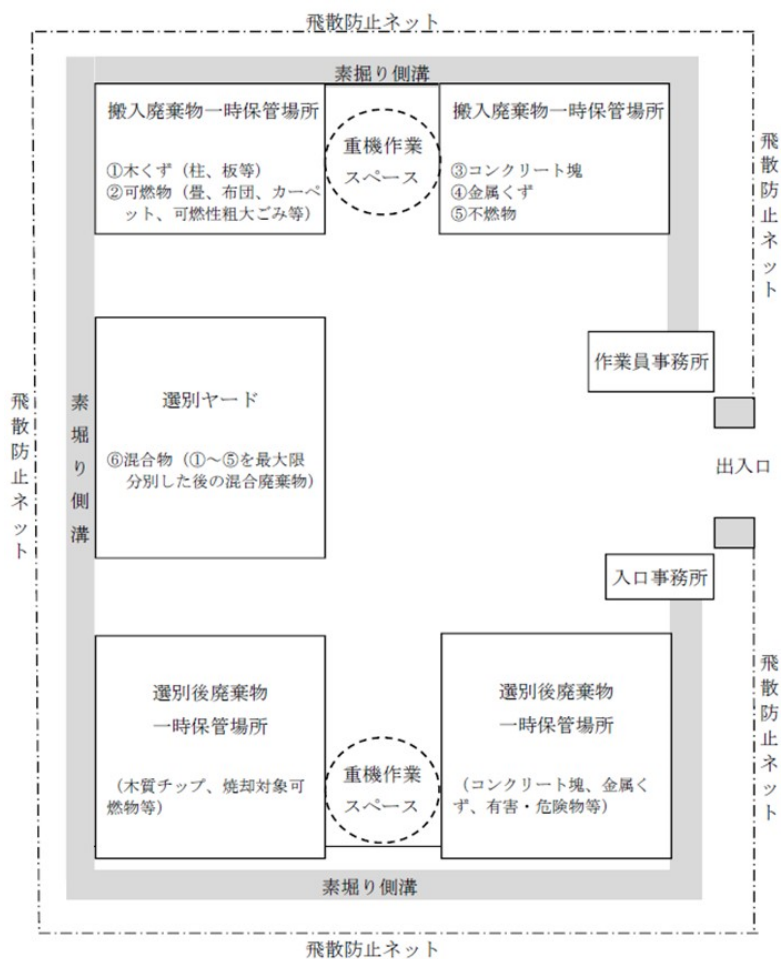 飛散防止ネット
素掘り側溝
搬入廃棄物一時保管場所
①木くず（柱、板等）
②可燃物（畳、布団、カーペ
ット、可燃性粗大ごみ等）
重機作業
スペース
搬入廃棄物一時保管場所
③コンクリート塊
④金属くず
⑤不燃物
飛散防止ネット
作業員事務所
選別ヤード
⑥混合物（①～⑤を最大限
分別した後の混合廃棄物）
飛散防止ネット
素堀り側溝
出入口
入口事務所
選別後廃棄物
一時保管場所
（木質チップ、焼却対象可
燃物等）
重機作業
スペース
選別後廃棄物
一時保管場所
（コンクリート塊、金属く
ず、有害・危険物等）
飛散防止ネット
素堀り側溝
飛散防止ネット